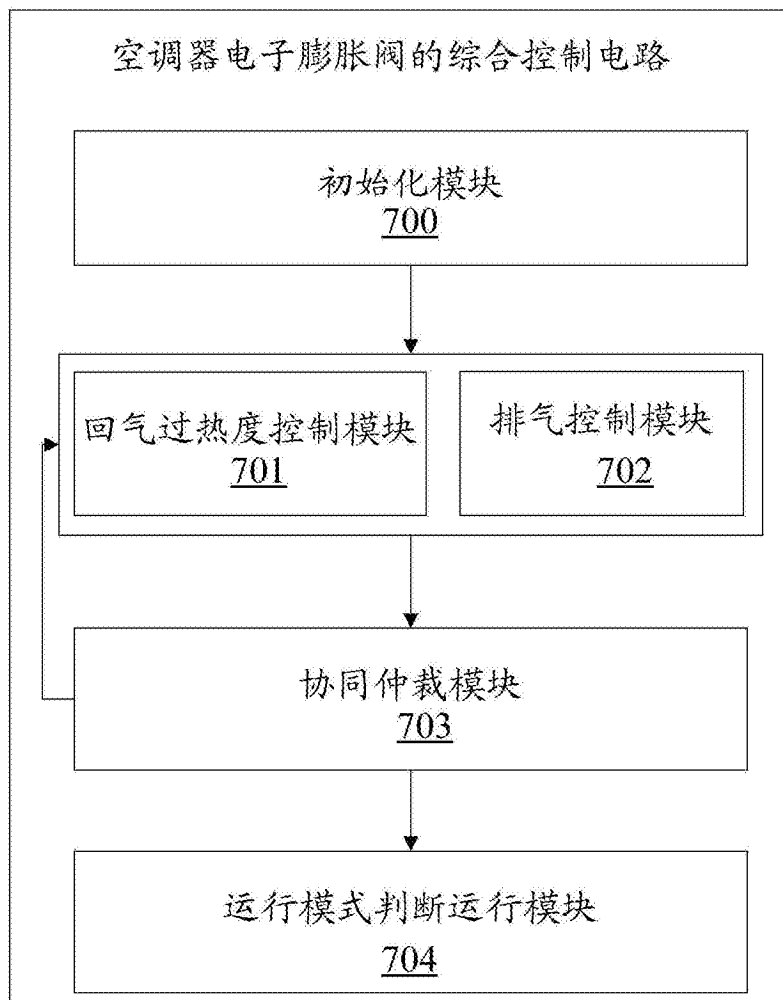 空调器电子膨胀阀的综合控制电路
初始化模块
700
回气过热度控制模块
701
排气控制模块
702
协同仲裁模块
703
运行模式判断运行模块
704